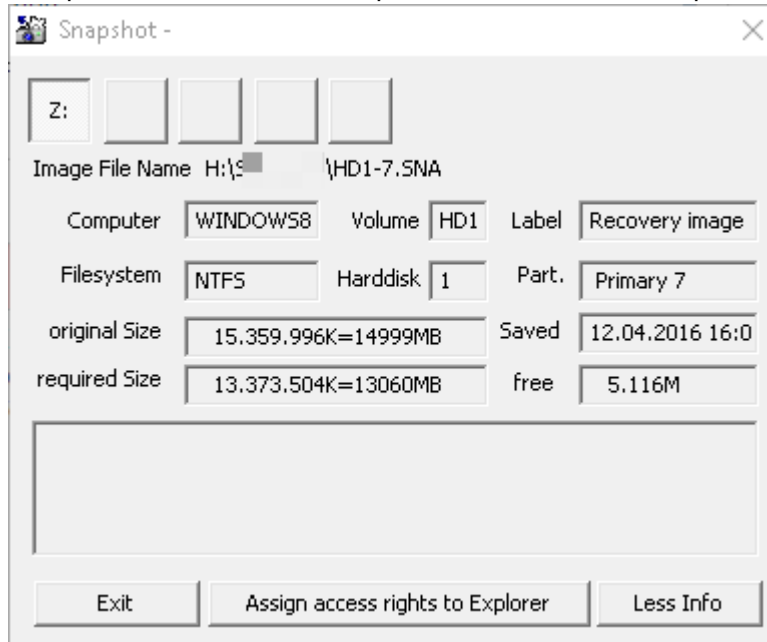 Snapshot -
Z:
Image File Name H:\S \HD1-7.SNA
Computer WINDOWS8 Volume HD1 Label Recovery image
Filesystem NTFS Harddisk 1 Part. Primary 7
original Size 15.359.996K=14999MB Saved 12.04.2016 16:0
required Size 13.373.504K=13060MB free 5.116M
Exit Assign access rights to Explorer Less Info